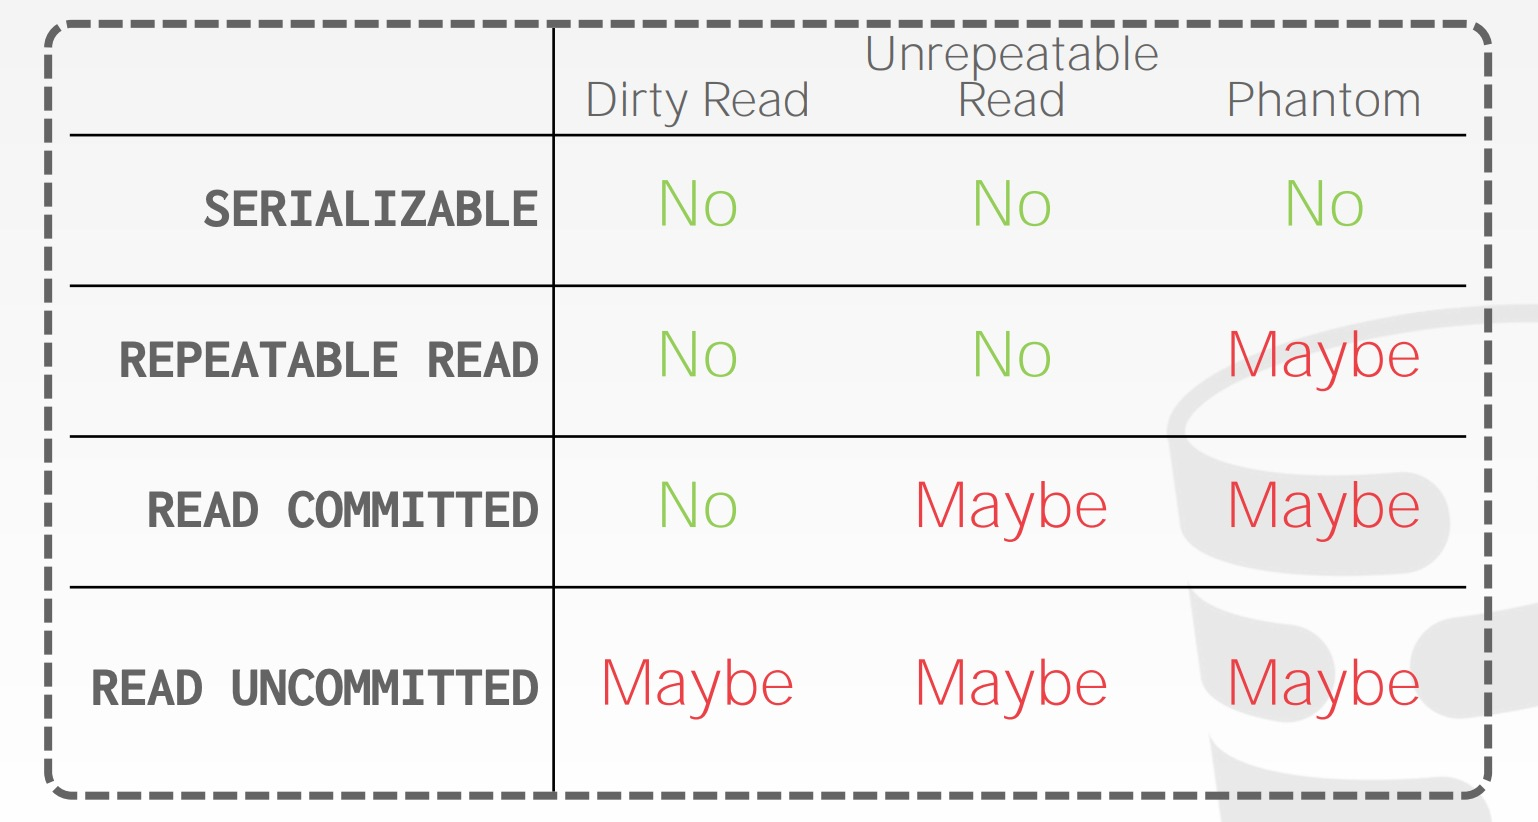 Dirty Read Unrepeatable Read Phantom
SERIALIZABLE No No No
REPEATABLE READ No No Maybe
READ COMMITTED No Maybe Maybe
READ UNCOMMITTED Maybe Maybe Maybe